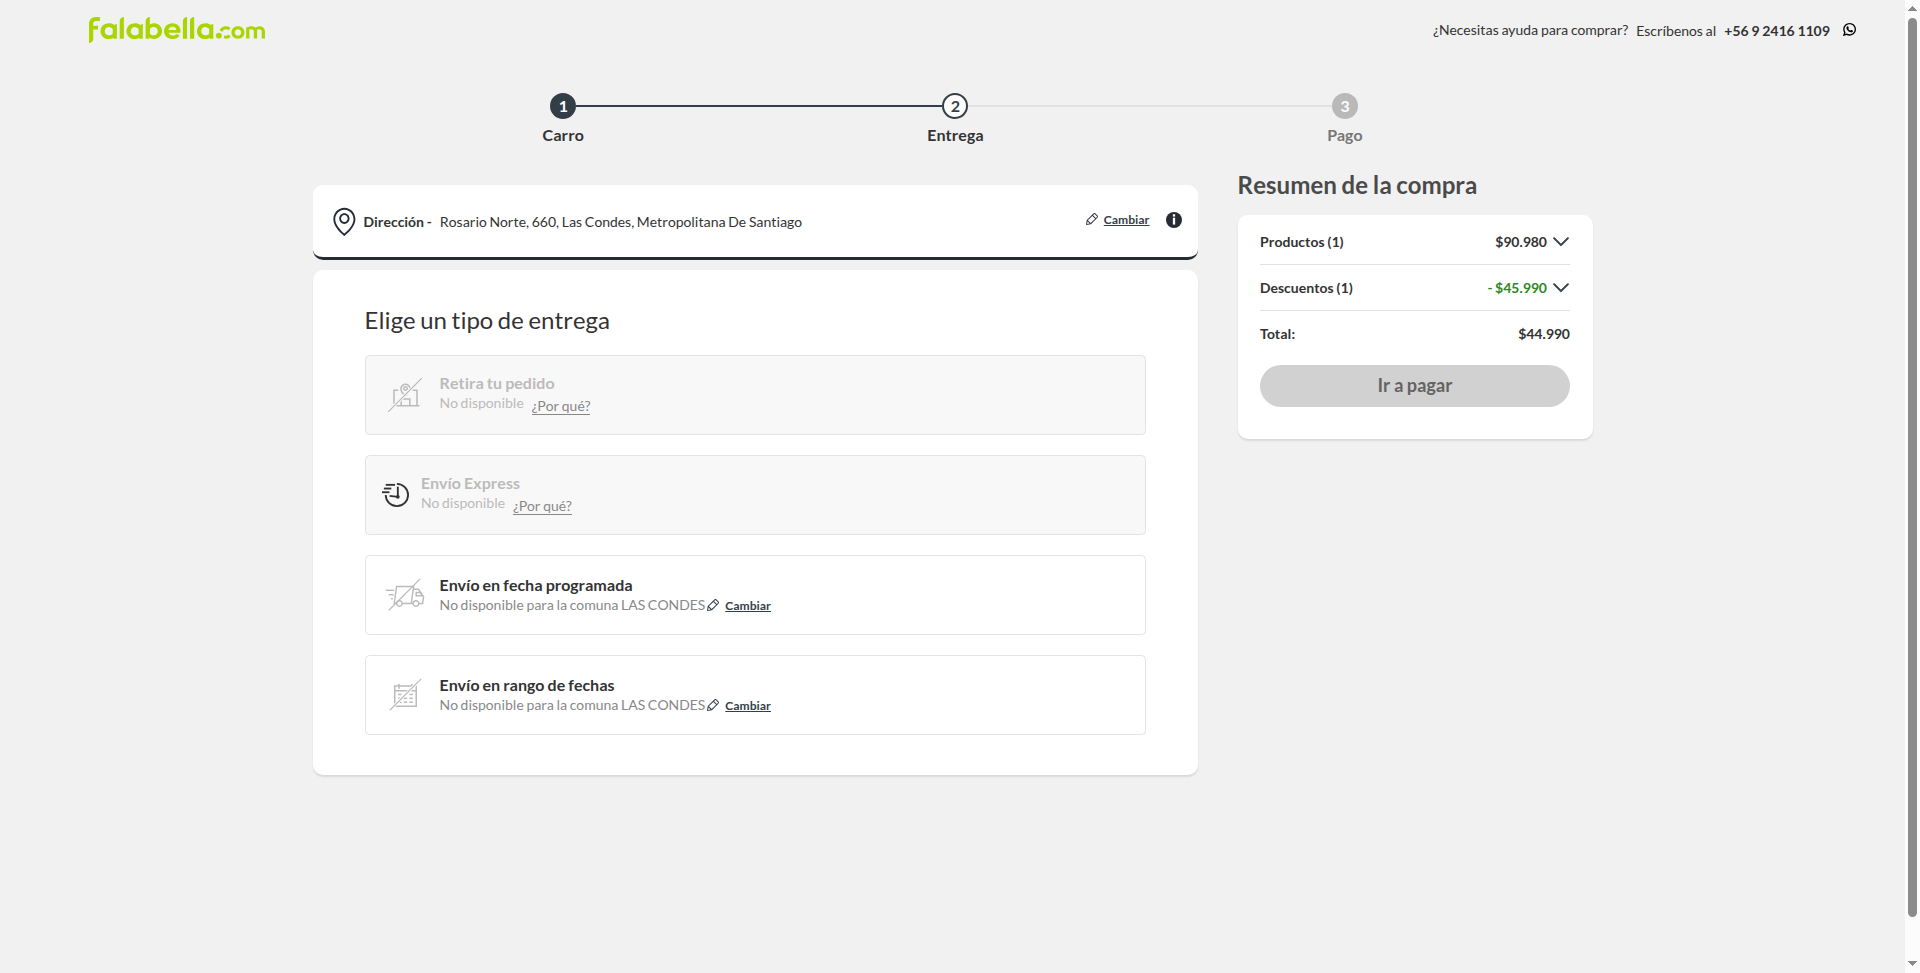 falabella.com
¿Necesitas ayuda para comprar? Escríbenos al +56 9 2416 1109
1
2
3
Carro
Entrega
Pago
Dirección - Rosario Norte, 660, Las Condes, Metropolitana De Santiago
Cambiar
Elige un tipo de entrega
Retira tu pedido
No disponible ¿Por qué?
Envío Express
No disponible ¿Por qué?
Envío en fecha programada
No disponible para la comuna LAS CONDES Cambiar
Envío en rango de fechas
No disponible para la comuna LAS CONDES Cambiar
Resumen de la compra
Productos (1) $90.980
Descuentos (1) - $45.990
Total: $44.990
Ir a pagar